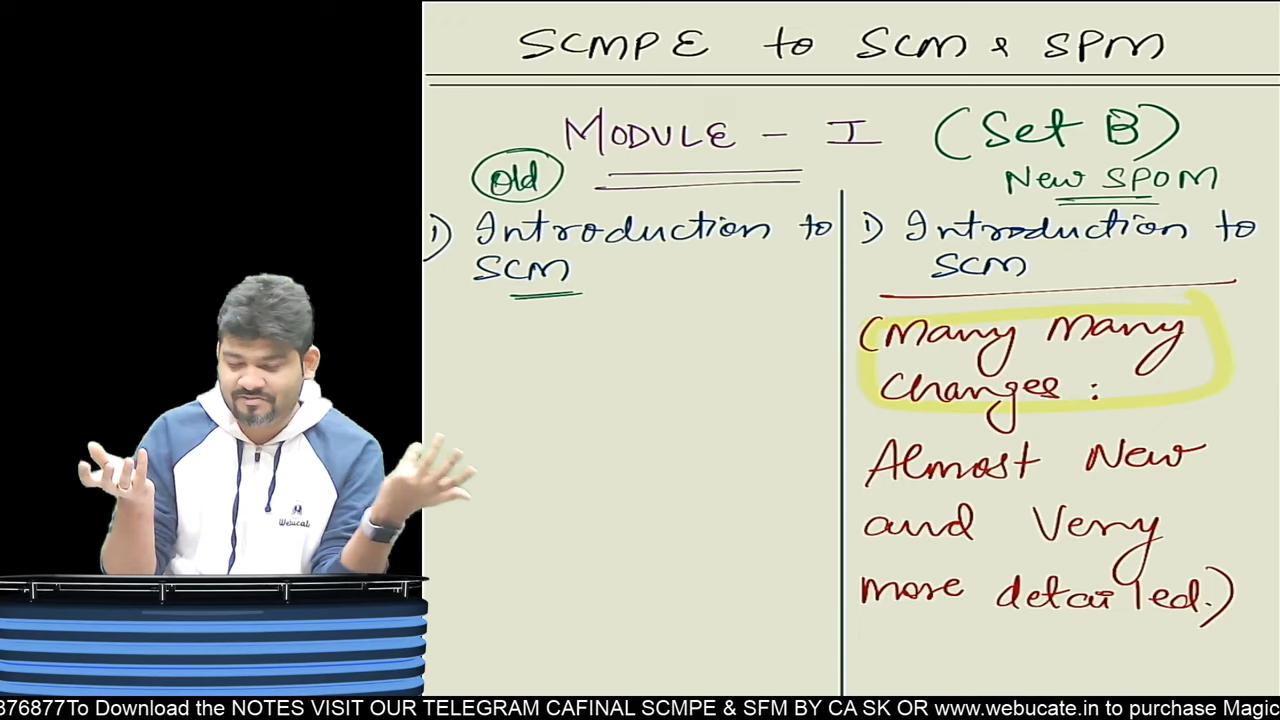 SCMPE to SCM & SPM
MODULE - I (Set B)
Old
New SPOM
1) Introduction to
SCM
1) Introduction to
SCM
(Many Many
Changes:
Almost New
and Very
more detailed.)
Webucate
376877To Download the NOTES VISIT OUR TELEGRAM CAFINAL SCMPE & SFM BY CA SK OR www.webucate.in to purchase Magic